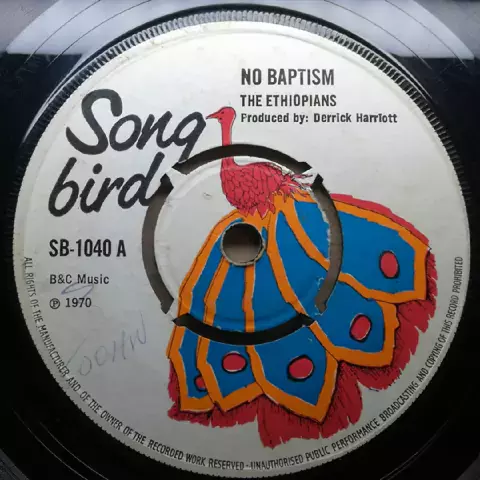 NO BAPTISM
THE ETHIOPIANS
Produced by: Derrick Harriott
Song
bird
SB-1040 A
B&C Music
℗ 1970
ALL RIGHTS OF THE MANUFACTURER AND OF THE OWNER OF THE RECORDED WORK RESERVED - UNAUTHORISED PUBLIC PERFORMANCE BROADCASTING AND COPYING OF THIS RECORD PROHIBITED